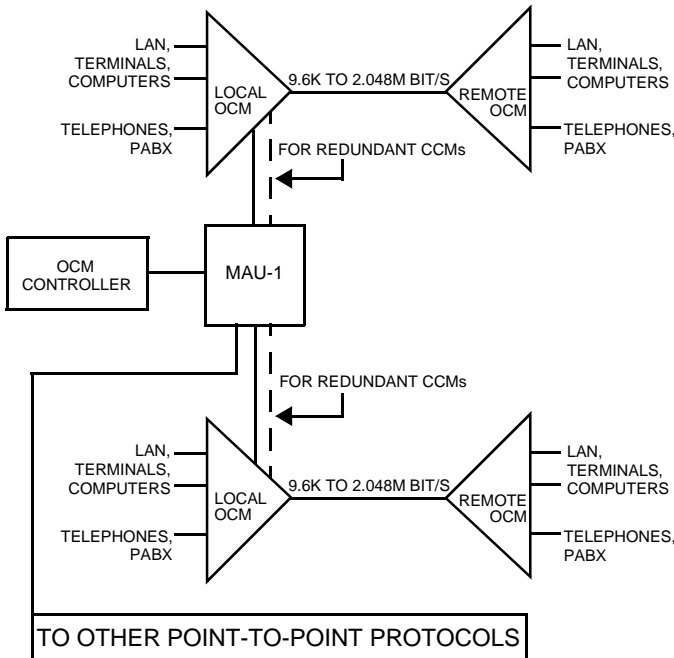 LAN,
TERMINALS,
COMPUTERS
TELEPHONES,
PABX
LOCAL
OCM
9.6K TO 2.048M BIT/S
REMOTE
OCM
LAN,
TERMINALS,
COMPUTERS
TELEPHONES,
PABX
FOR REDUNDANT CCMs
OCM
CONTROLLER
MAU-1
FOR REDUNDANT CCMs
LAN,
TERMINALS,
COMPUTERS
TELEPHONES,
PABX
LOCAL
OCM
9.6K TO 2.048M BIT/S
REMOTE
OCM
LAN,
TERMINALS,
COMPUTERS
TELEPHONES,
PABX
TO OTHER POINT-TO-POINT PROTOCOLS